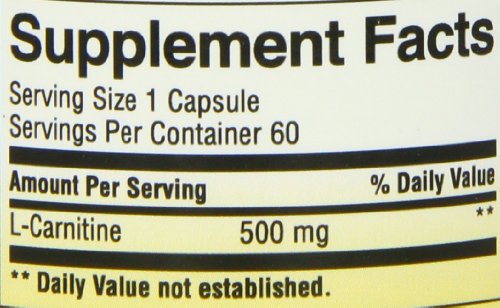 Supplement Facts
Serving Size 1 Capsule
Servings Per Container 60
Amount Per Serving % Daily Value
L-Carnitine 500 mg **
** Daily Value not established.